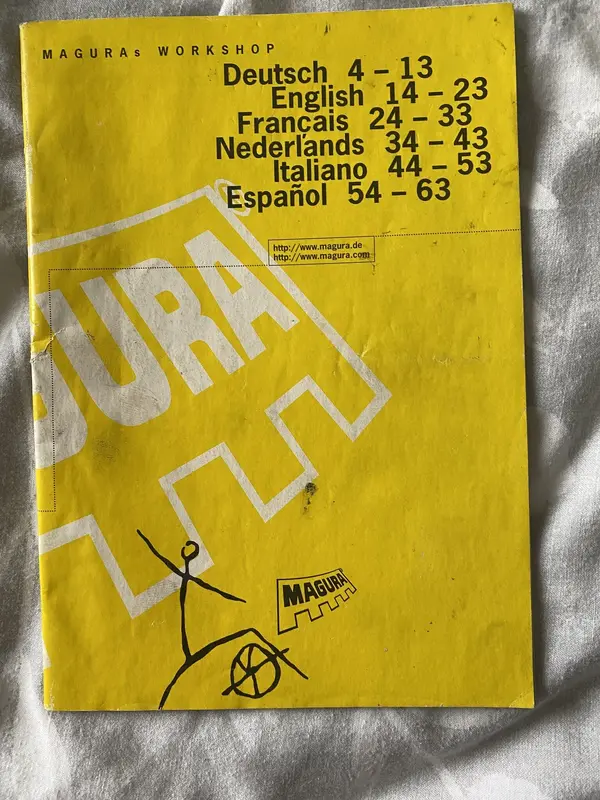 MAGURAs WORKSHOP
Deutsch 4 – 13
English 14 – 23
Français 24 – 33
Nederlands 34 – 43
Italiano 44 – 53
Español 54 – 63
http://www.magura.de
http://www.magura.com
URA
MAGURA